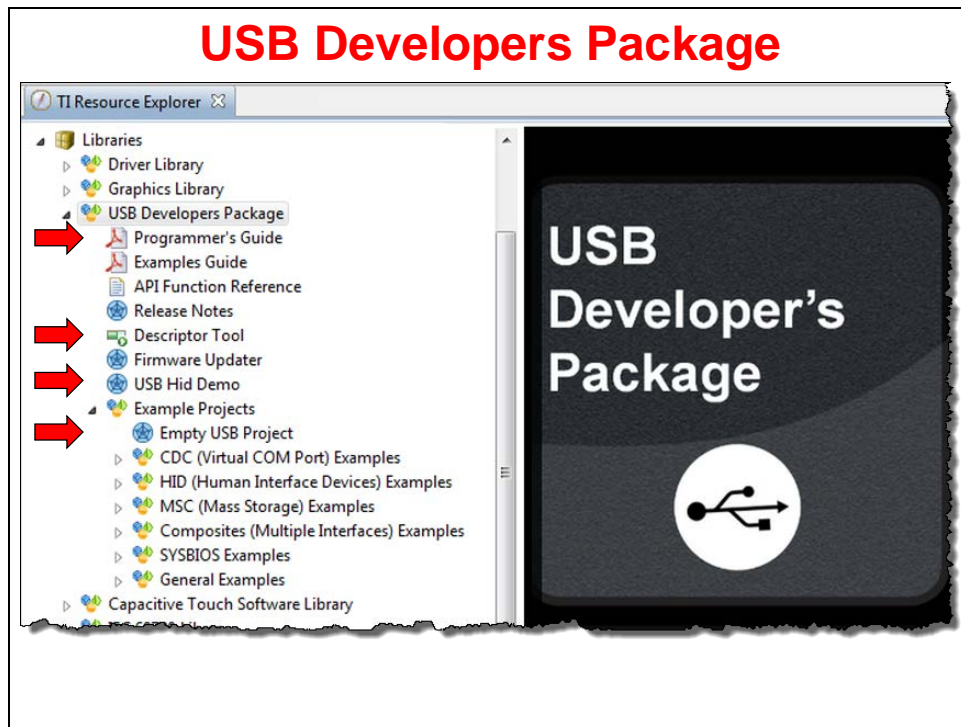 USB Developers Package
TI Resource Explorer
Libraries
Driver Library
Graphics Library
USB Developers Package
Programmer's Guide
Examples Guide
API Function Reference
Release Notes
Descriptor Tool
Firmware Updater
USB Hid Demo
Example Projects
Empty USB Project
CDC (Virtual COM Port) Examples
HID (Human Interface Devices) Examples
MSC (Mass Storage) Examples
Composites (Multiple Interfaces) Examples
SYSBIOS Examples
General Examples
Capacitive Touch Software Library
USB
Developer’s
Package